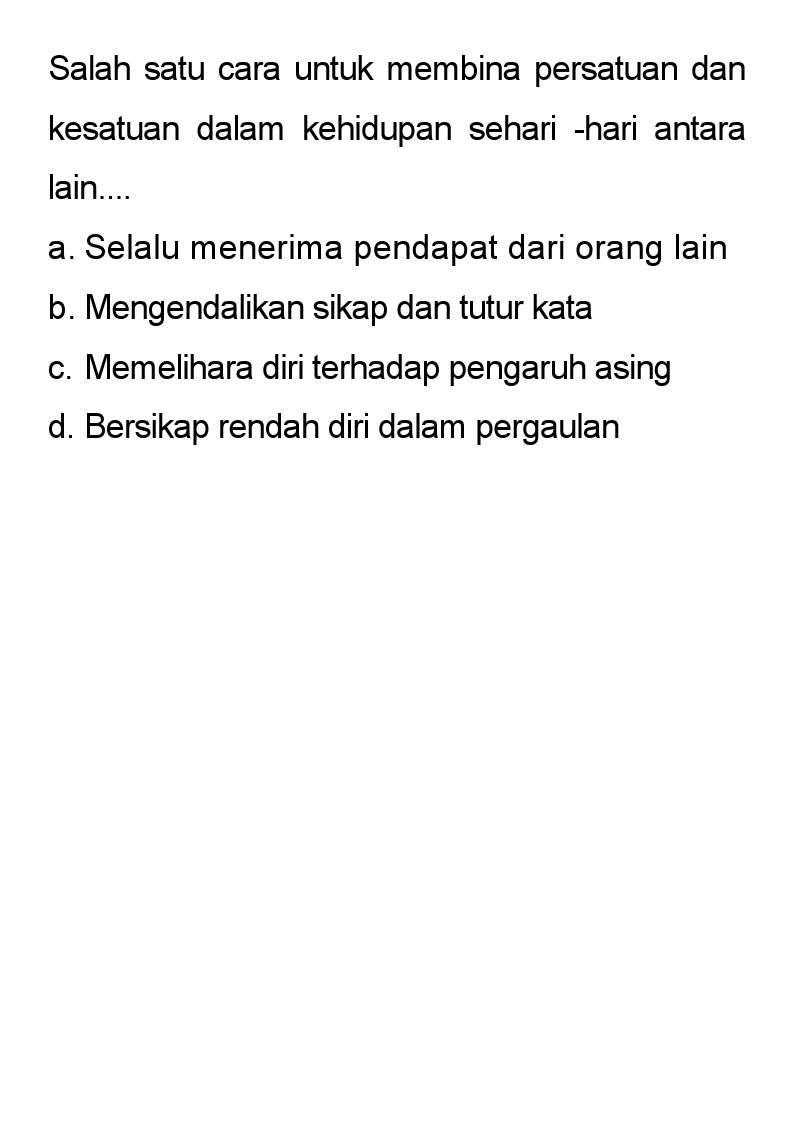 Salah satu cara untuk membina persatuan dan
kesatuan dalam kehidupan sehari -hari antara
lain....
a. Selalu menerima pendapat dari orang lain
b. Mengendalikan sikap dan tutur kata
c. Memelihara diri terhadap pengaruh asing
d. Bersikap rendah diri dalam pergaulan